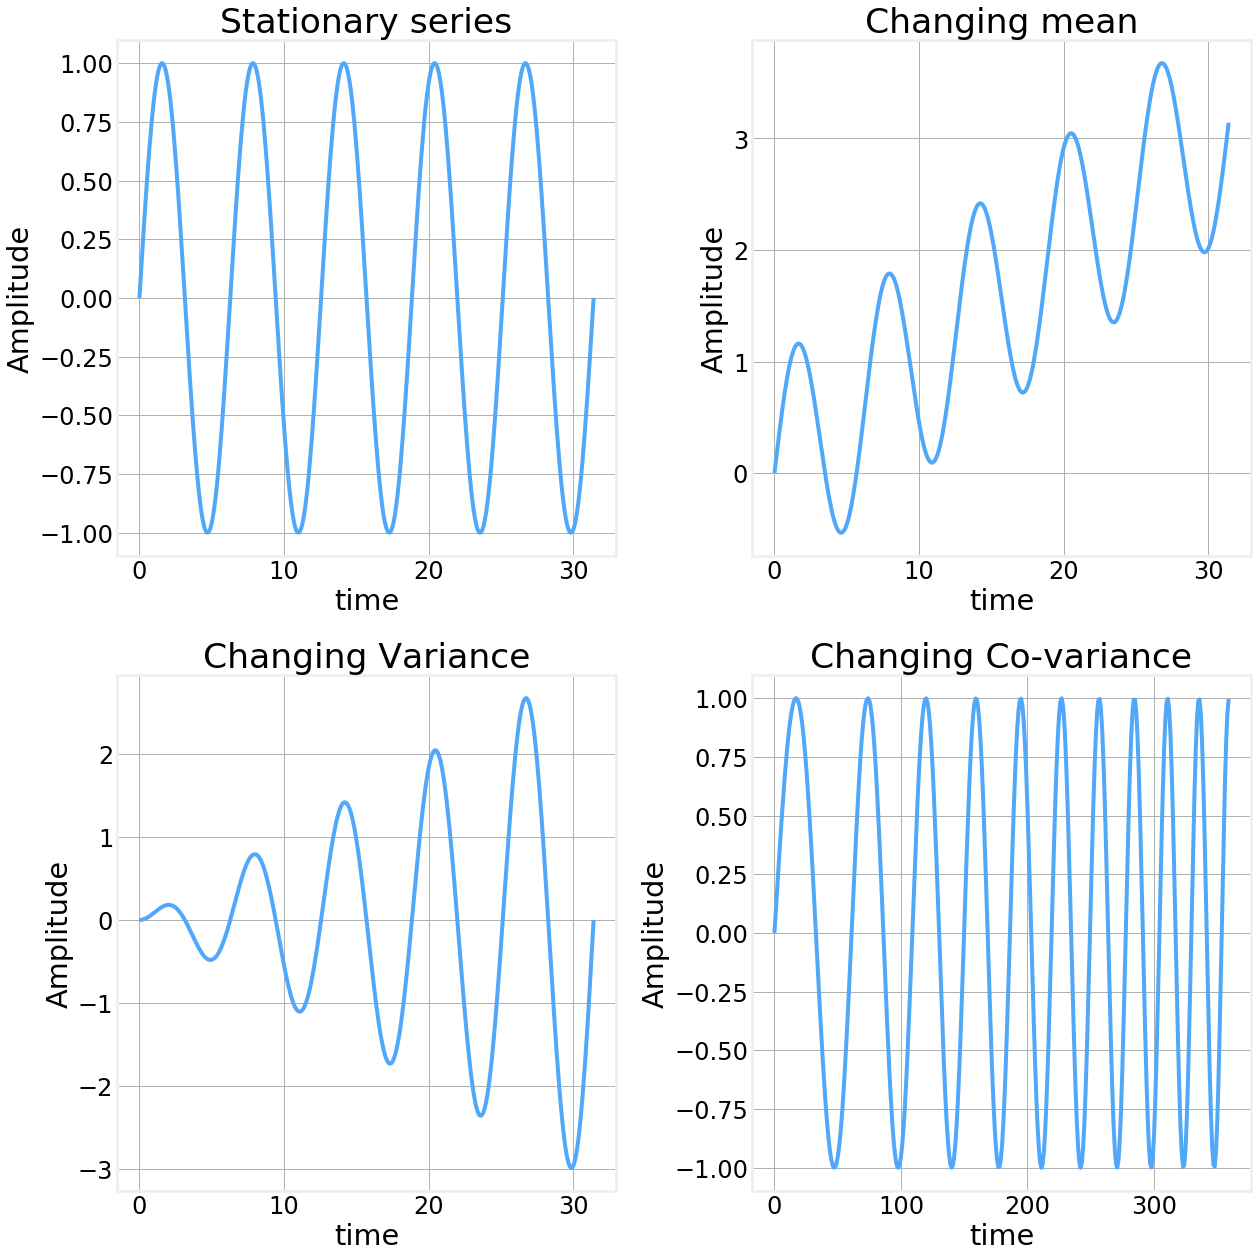 Stationary series
1.00
0.75
0.50
0.25
0.00
−0.25
−0.50
−0.75
−1.00
Amplitude
0 10 20 30
time
Changing mean
3
2
1
0
Amplitude
0 10 20 30
time
Changing Variance
2
1
0
−1
−2
−3
Amplitude
0 10 20 30
time
Changing Co-variance
1.00
0.75
0.50
0.25
0.00
−0.25
−0.50
−0.75
−1.00
Amplitude
0 100 200 300
time